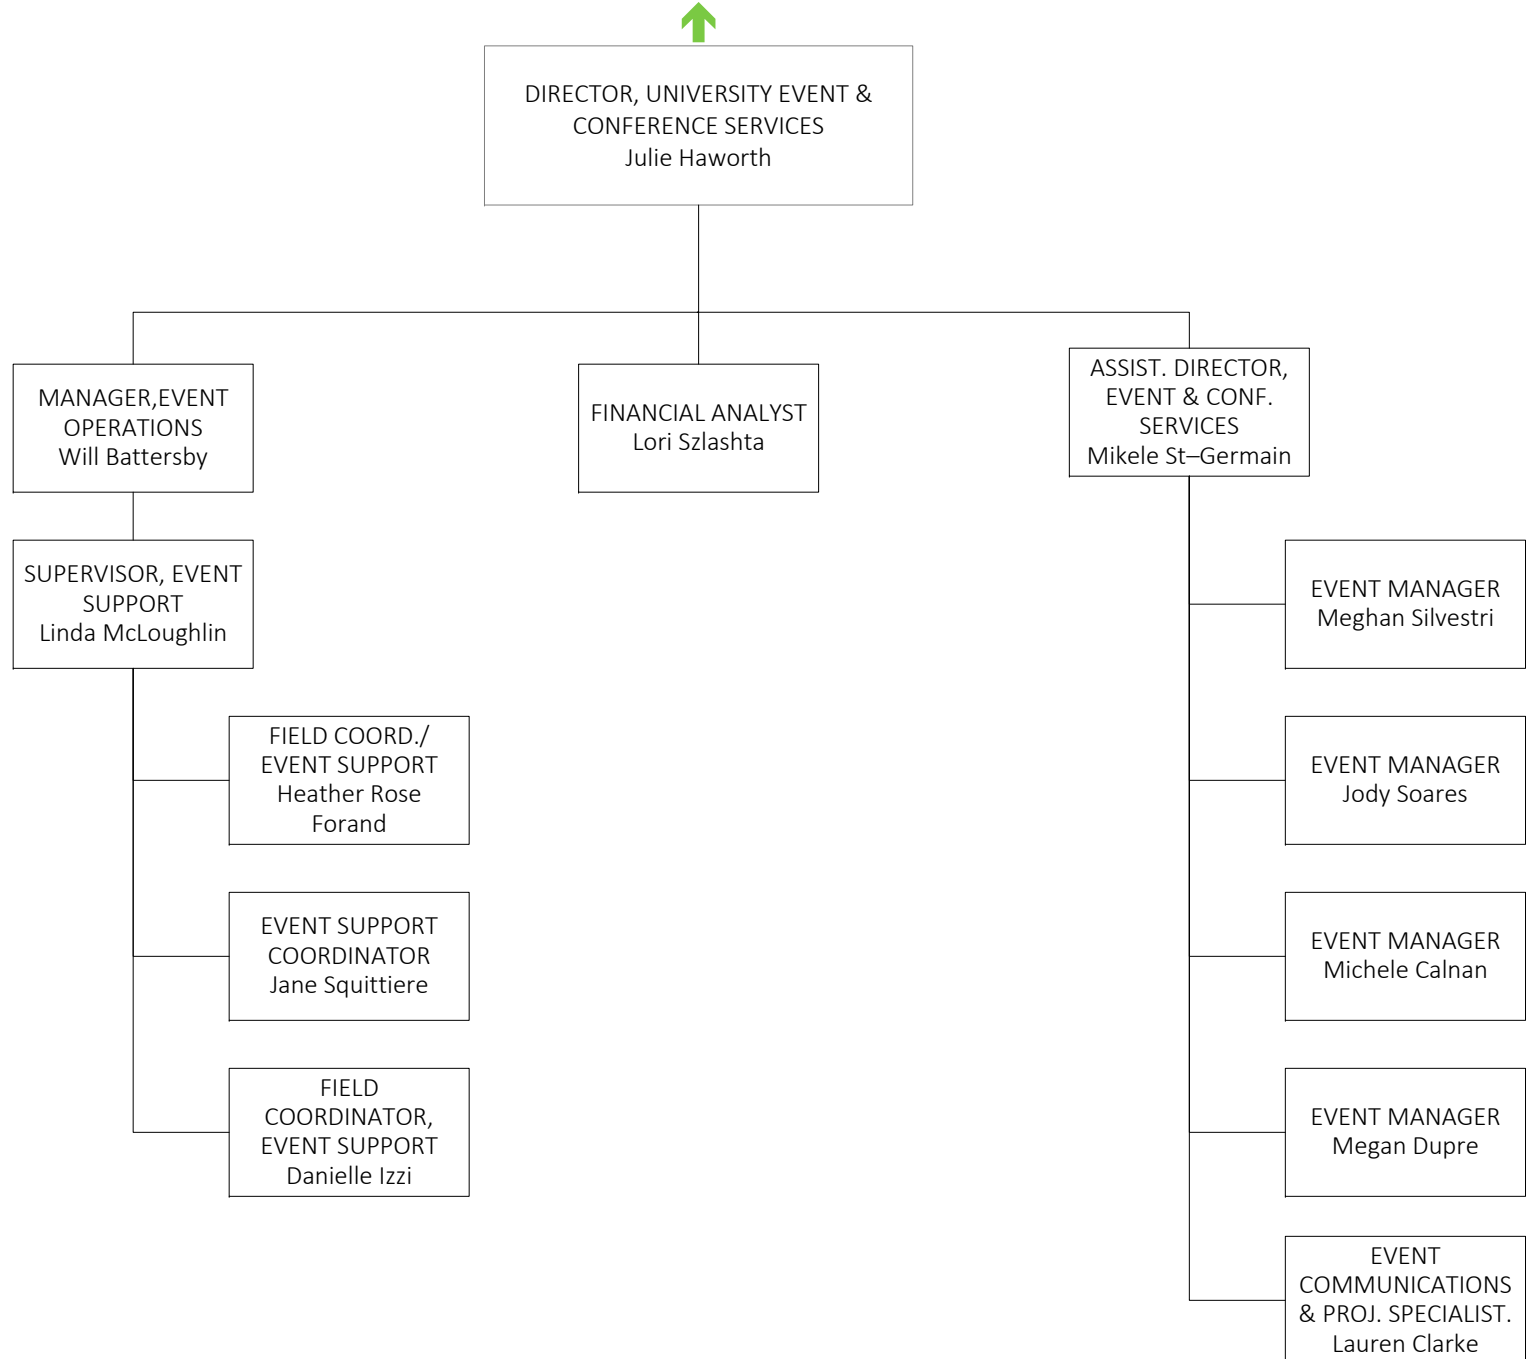 DIRECTOR, UNIVERSITY EVENT &
CONFERENCE SERVICES
Julie Haworth
MANAGER,EVENT
OPERATIONS
Will Battersby
FINANCIAL ANALYST
Lori Szlashta
ASSIST. DIRECTOR,
EVENT & CONF.
SERVICES
Mikele St–Germain
SUPERVISOR, EVENT
SUPPORT
Linda McLoughlin
FIELD COORD./
EVENT SUPPORT
Heather Rose
Forand
EVENT SUPPORT
COORDINATOR
Jane Squittiere
FIELD
COORDINATOR,
EVENT SUPPORT
Danielle Izzi
EVENT MANAGER
Meghan Silvestri
EVENT MANAGER
Jody Soares
EVENT MANAGER
Michele Calnan
EVENT MANAGER
Megan Dupre
EVENT
COMMUNICATIONS
& PROJ. SPECIALIST.
Lauren Clarke